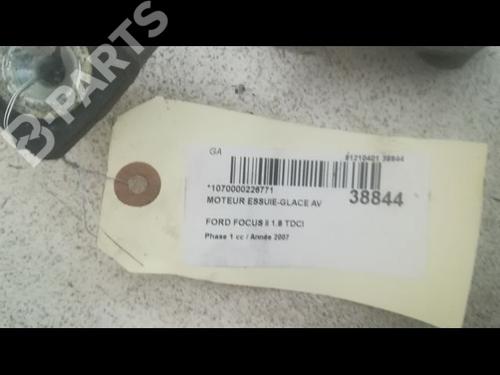 B-PARTS
GA
81210401 38844
*1070000226771
38844
MOTEUR ESSUIE-GLACE AV
FORD FOCUS II 1.8 TDCI
Phase 1 cc / Année 2007